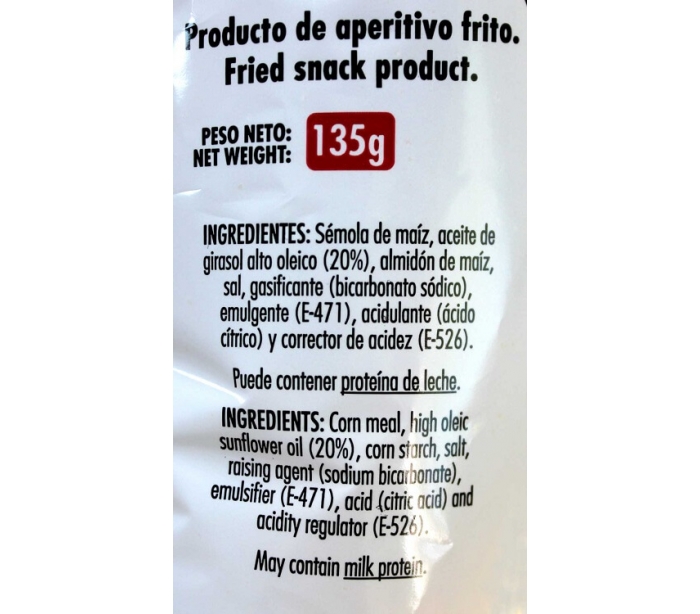 Producto de aperitivo frito.
Fried snack product.
PESO NETO:
NET WEIGHT:
135g
INGREDIENTES: Sémola de maíz, aceite de
girasol alto oleico (20%), almidón de maíz,
sal, gasificante (bicarbonato sódico),
emulgente (E-471), acidulante (ácido
cítrico) y corrector de acidez (E-526).
Puede contener proteína de leche.
INGREDIENTS: Corn meal, high oleic
sunflower oil (20%), corn starch, salt,
raising agent (sodium bicarbonate),
emulsifier (E-471), acid (citric acid) and
acidity regulator (E-526).
May contain milk protein.